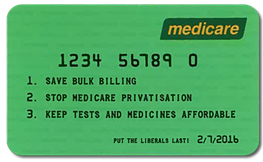 medicare
1234 56789 0
1. SAVE BULK BILLING
2. STOP MEDICARE PRIVATISATION
3. KEEP TESTS AND MEDICINES AFFORDABLE
PUT THE LIBERALS LAST! 2/7/2016